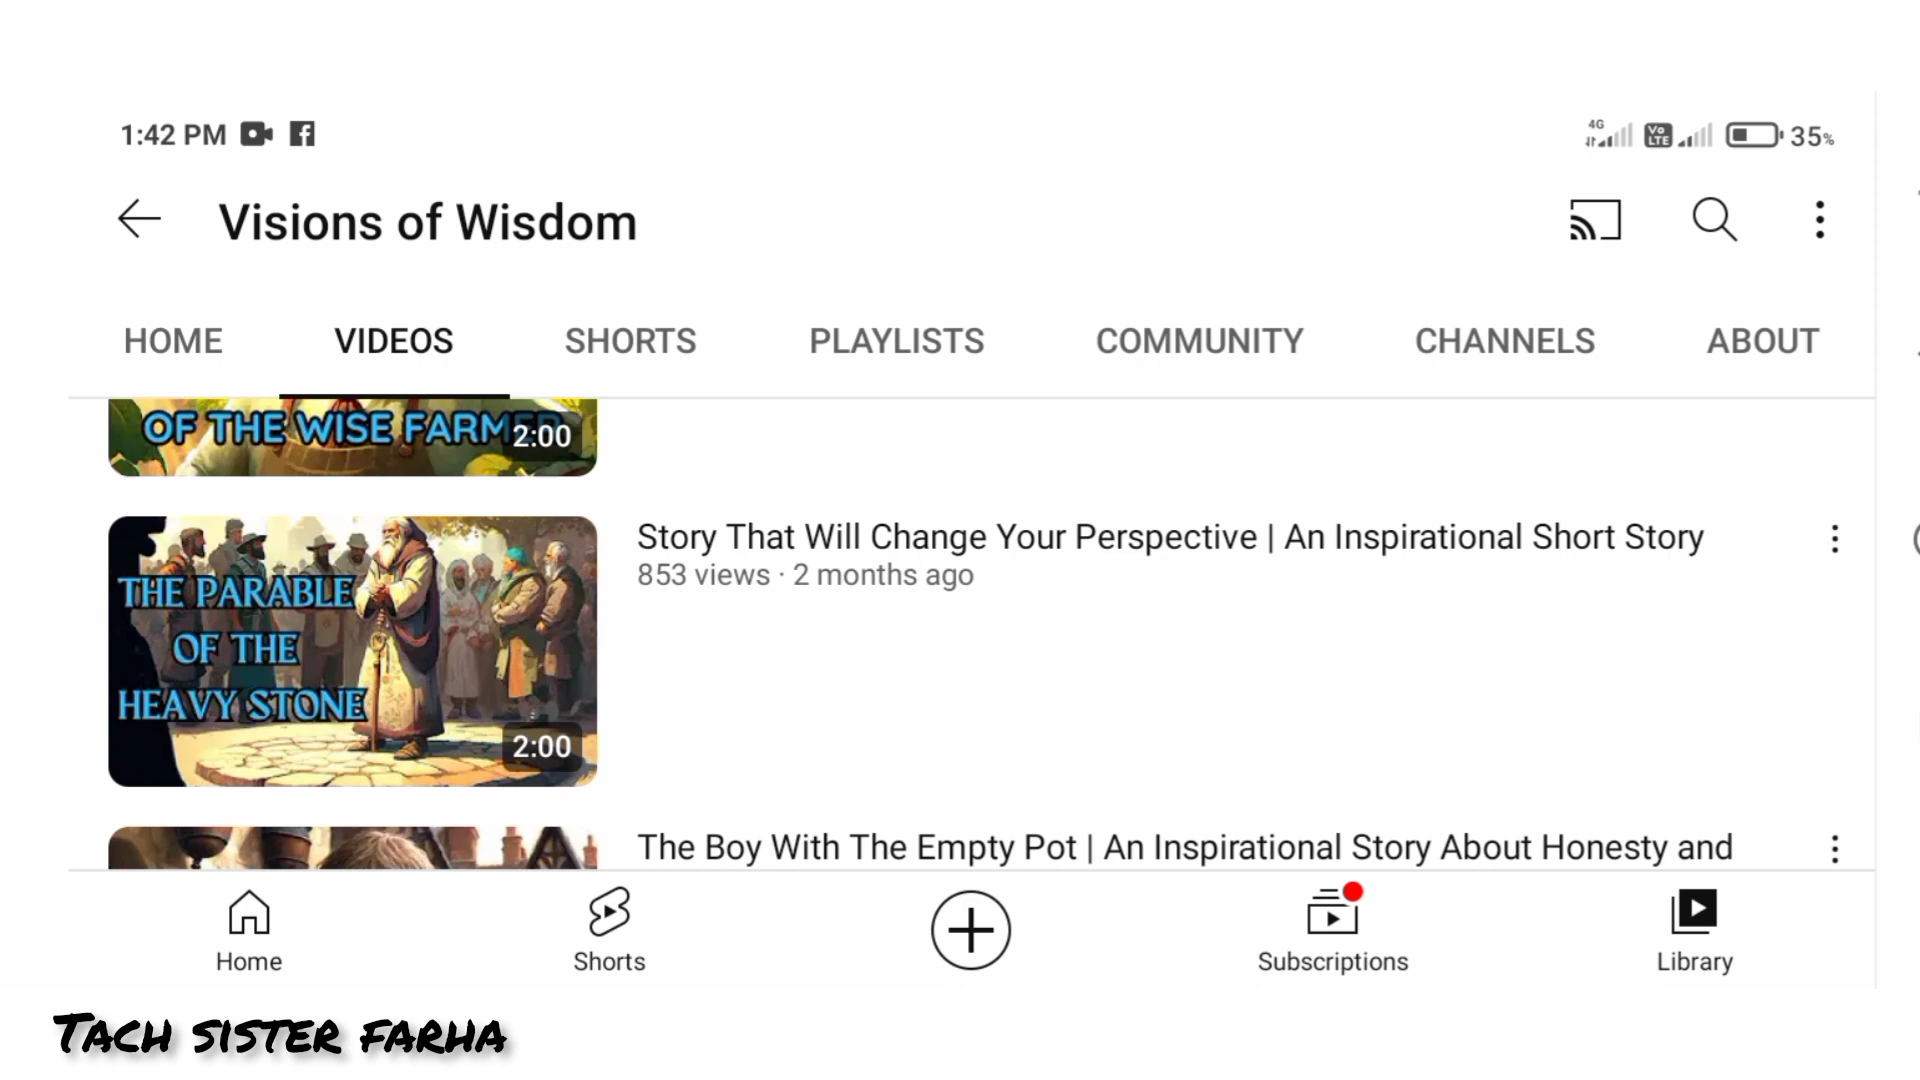 1:42 PM
4G Vo LTE 35%
Visions of Wisdom
HOME VIDEOS SHORTS PLAYLISTS COMMUNITY CHANNELS ABOUT
OF THE WISE FARMER
2:00
THE PARABLE
OF THE
HEAVY STONE
2:00
Story That Will Change Your Perspective | An Inspirational Short Story
853 views · 2 months ago
The Boy With The Empty Pot | An Inspirational Story About Honesty and
Home Shorts Subscriptions Library
TACH SISTER FARHA